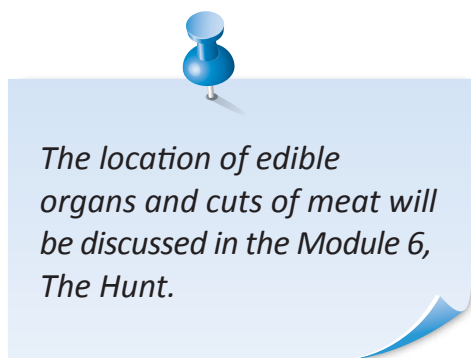 The location of edible
organs and cuts of meat will
be discussed in the Module 6,
The Hunt.